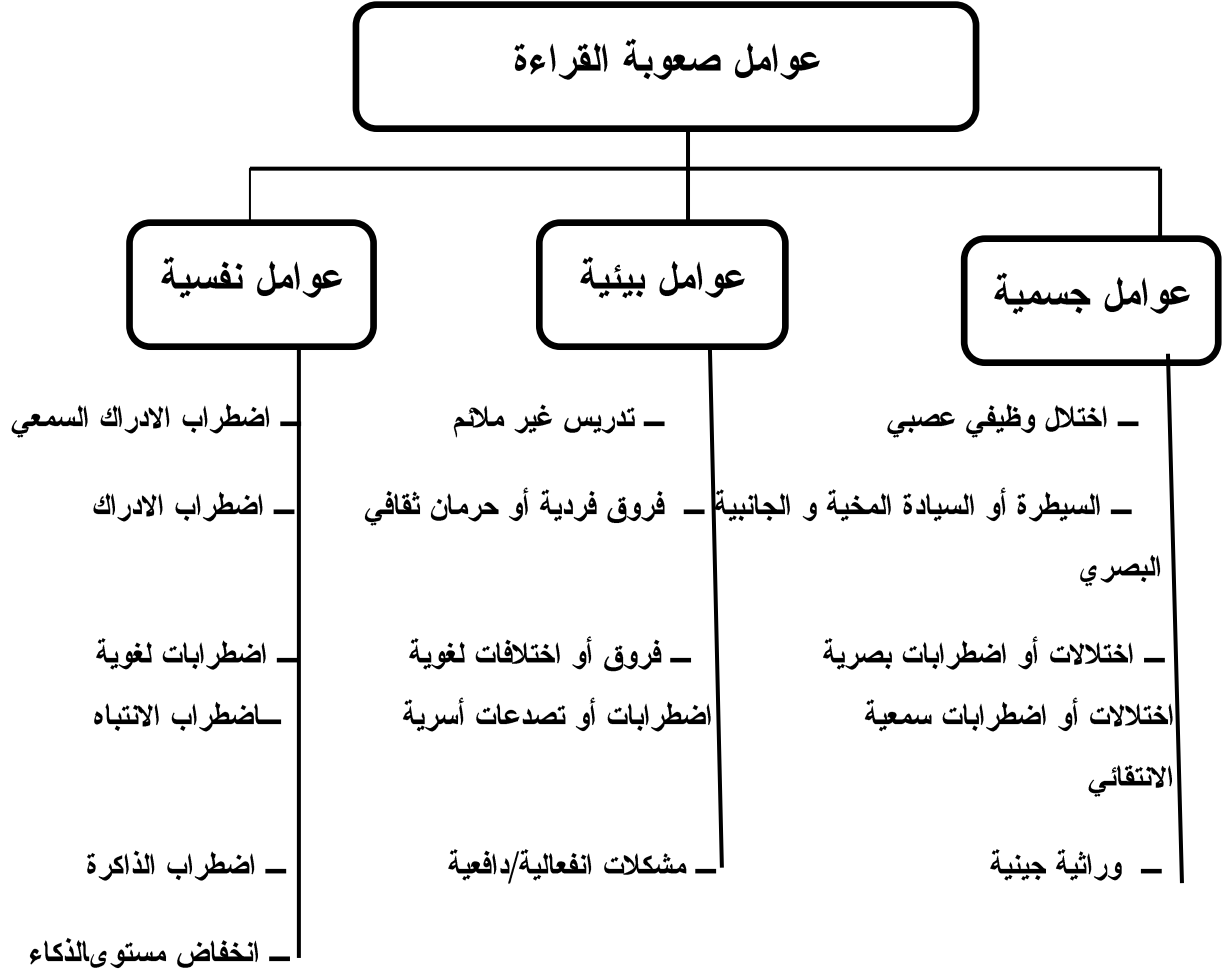 عوامل صعوبة القراءة
عوامل جسمية
عوامل بيئية
عوامل نفسية
ـ اختلال وظيفي عصبي
ـ تدريس غير ملائم
ـ اضطراب الادراك السمعي
ـ السيطرة أو السيادة المخية و الجانبية
ـ فروق فردية أو حرمان ثقافي
ـ اضطراب الادراك
البصري
ـ اختلالات أو اضطرابات بصرية
ـ فروق أو اختلافات لغوية
ـ اضطرابات لغوية
اختلالات أو اضطرابات سمعية
اضطرابات أو تصدعات أسرية
ـاضطراب الانتباه
الانتقائي
ـ وراثية جينية
ـ مشكلات انفعالية/دافعية
ـ اضطراب الذاكرة
ـ انخفاض مستوىالذكاء